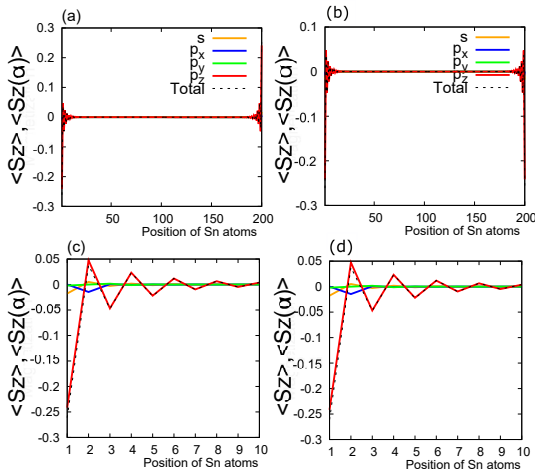 (a)
<Sz>,<Sz(α)>
0.3
0.2
0.1
0
-0.1
-0.2
-0.3
s
px
py
pz
Total
50
100
150
200
Position of Sn atoms
(b)
<Sz>,<Sz(α)>
0.1
0.05
0
-0.05
-0.1
-0.15
-0.2
-0.25
-0.3
s
px
py
pz
Total
50
100
150
200
Position of Sn atoms
(c)
<Sz>,<Sz(α)>
0.05
0
-0.05
-0.1
-0.15
-0.2
-0.25
-0.3
1 2 3 4 5 6 7 8 9 10
Position of Sn atoms
(d)
<Sz>,<Sz(α)>
0.05
0
-0.05
-0.1
-0.15
-0.2
-0.25
-0.3
1 2 3 4 5 6 7 8 9 10
Position of Sn atoms